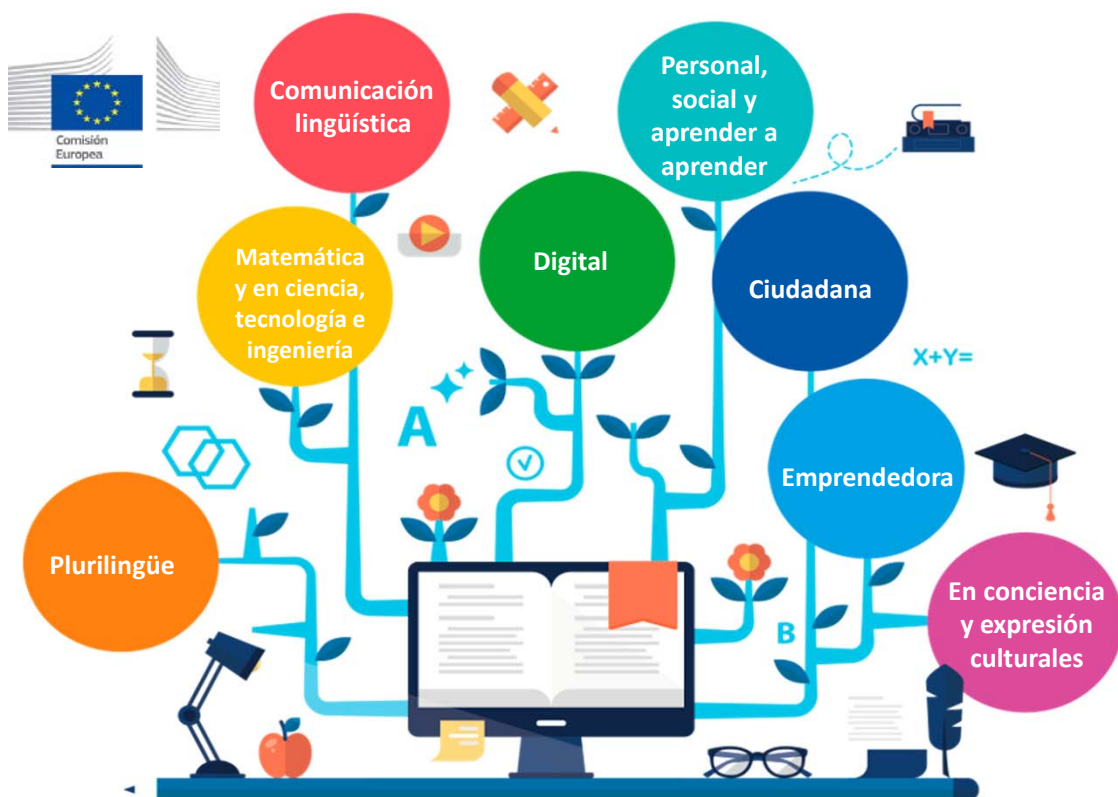 Comisión
Europea
Comunicación
lingüística
Personal,
social y
aprender a
aprender
Matemática
y en ciencia,
tecnología e
ingeniería
Digital
Ciudadana
X+Y=
A
Emprendedora
Plurilingüe
En conciencia
y expresión
culturales
B